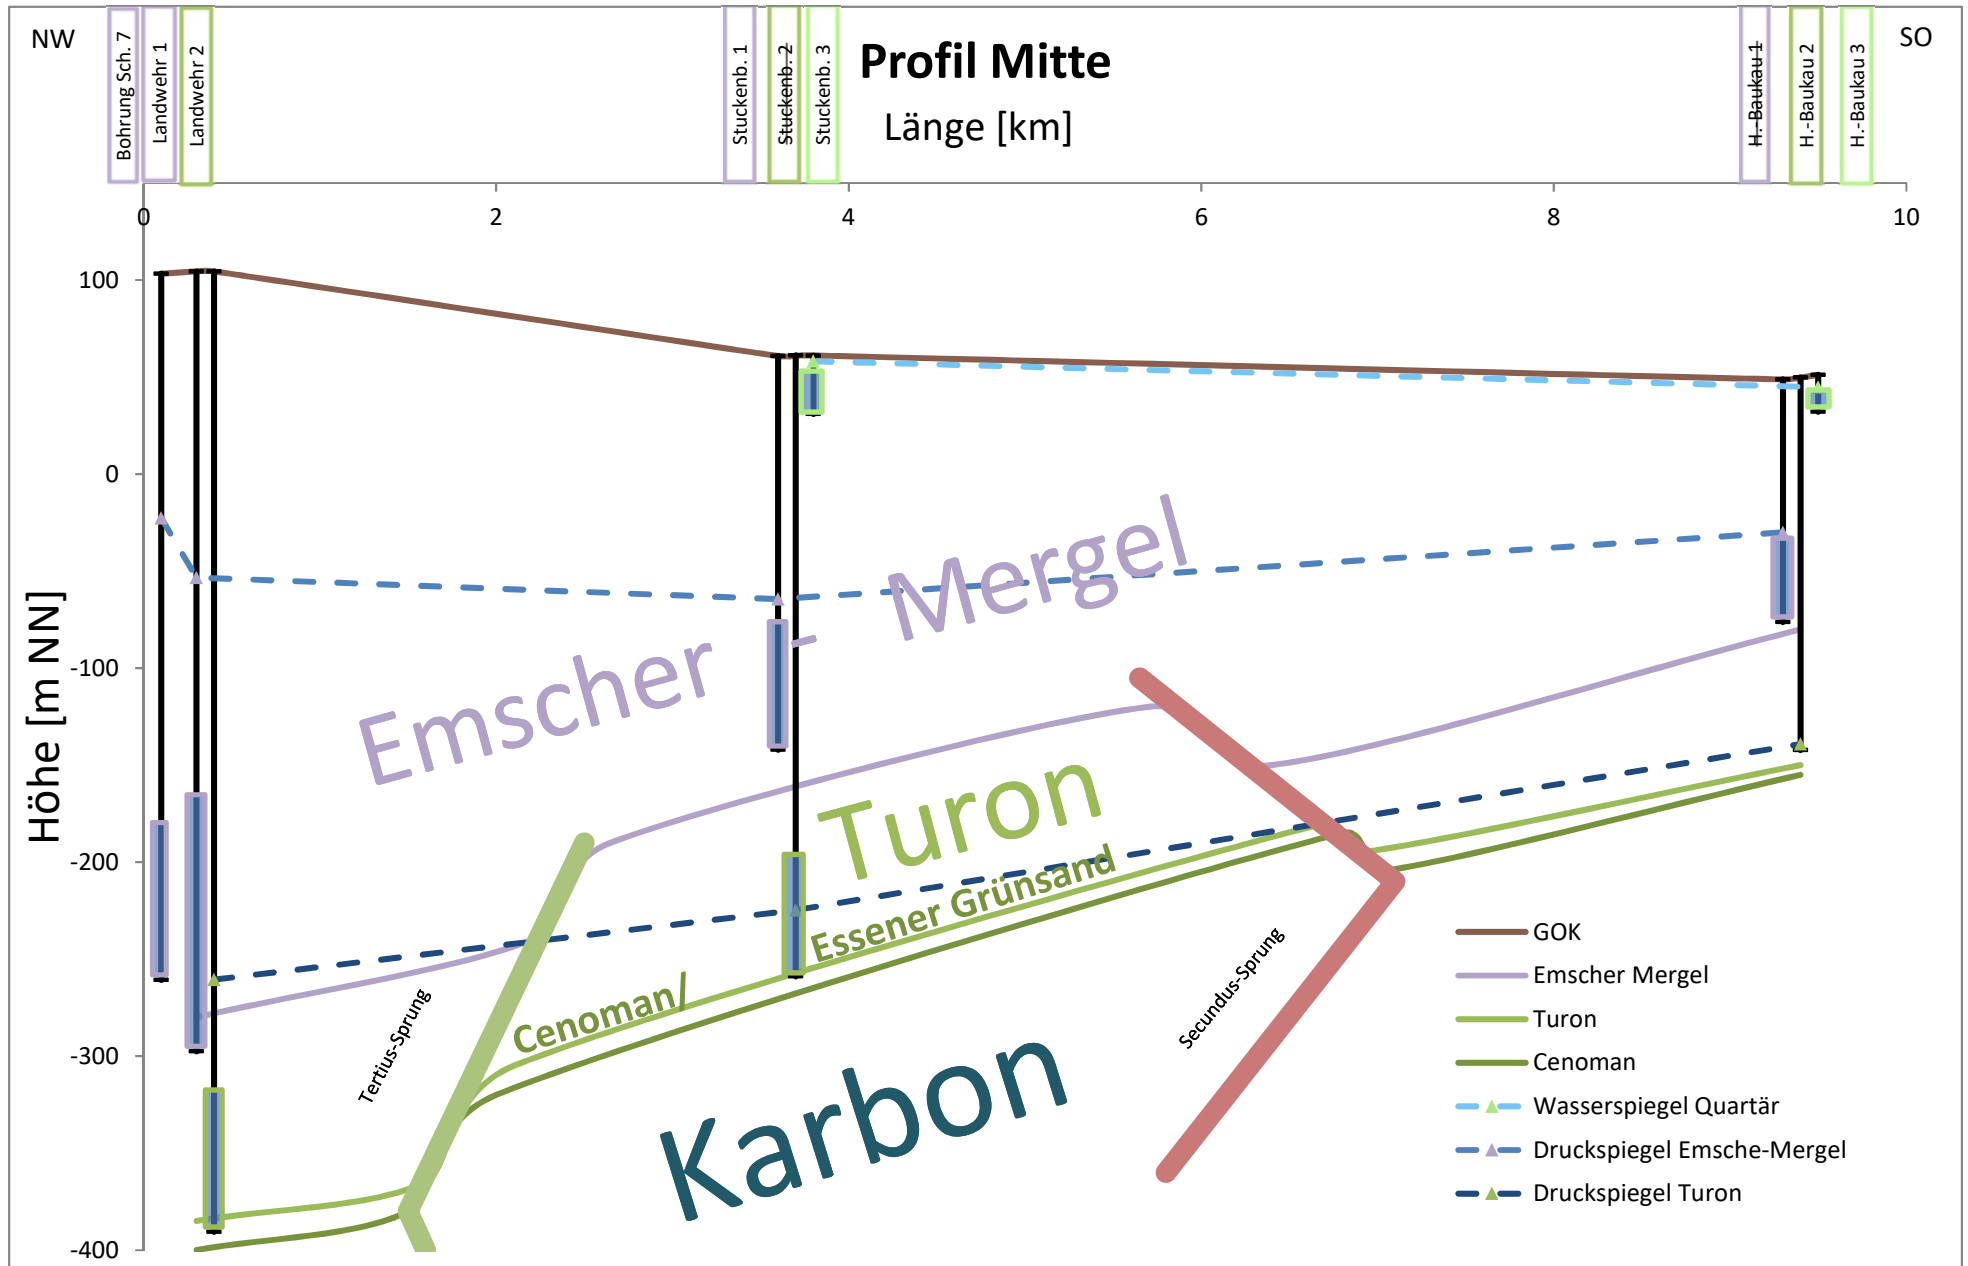 NW
Bohrung Sch. 7
Landwehr 1
Landwehr 2
Stuckenb. 1
Stuckenb. 2
Stuckenb. 3
Profil Mitte
Länge [km]
H.-Baukau 1
H.-Baukau 2
H.-Baukau 3
SO
0 2 4 6 8 10
100
0
-100
-200
-300
-400
Höhe [m NN]
Emscher - Mergel
Turon
Essener Grünsand
Cenoman/
Karbon
Tertius-Sprung
Secundus-Sprung
GOK
Emscher Mergel
Turon
Cenoman
Wasserspiegel Quartär
Druckspiegel Emsche-Mergel
Druckspiegel Turon